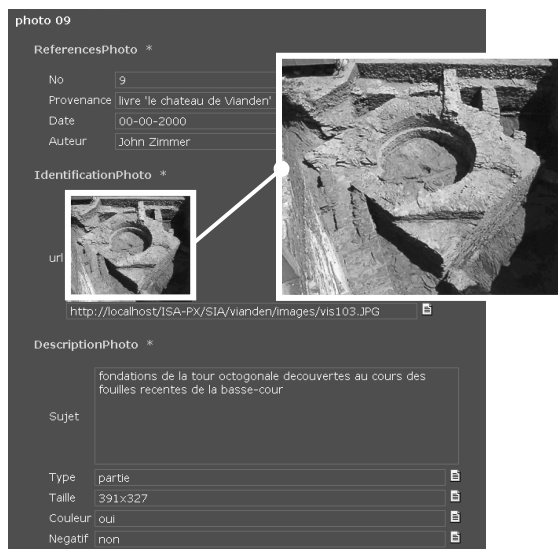 photo 09
ReferencesPhoto *
No 9
Provenance livre 'le chateau de Vianden'
Date 00-00-2000
Auteur John Zimmer
IdentificationPhoto *
url
http://localhost/ISA-PX/SIA/vianden/images/vis103.JPG
DescriptionPhoto *
fondations de la tour octogonale decouvertes au cours des
fouilles recentes de la basse-cour
Sujet
Type partie
Taille 391x327
Couleur oui
Negatif non